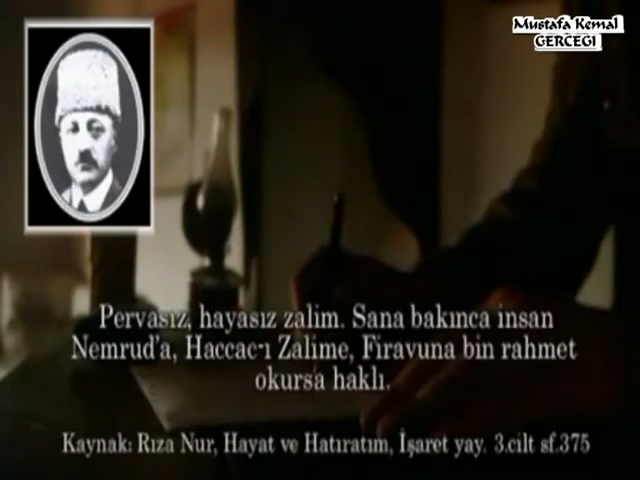 Mustafa Kemal
GERÇEĞİ
Pervasız, hayasız zalim. Sana bakınca insan
Nemrud'a, Haccac-ı Zalime, Firavuna bin rahmet
okursa haklı.
Kaynak: Rıza Nur, Hayat ve Hatıratım, İşaret yay. 3.cilt sf.375